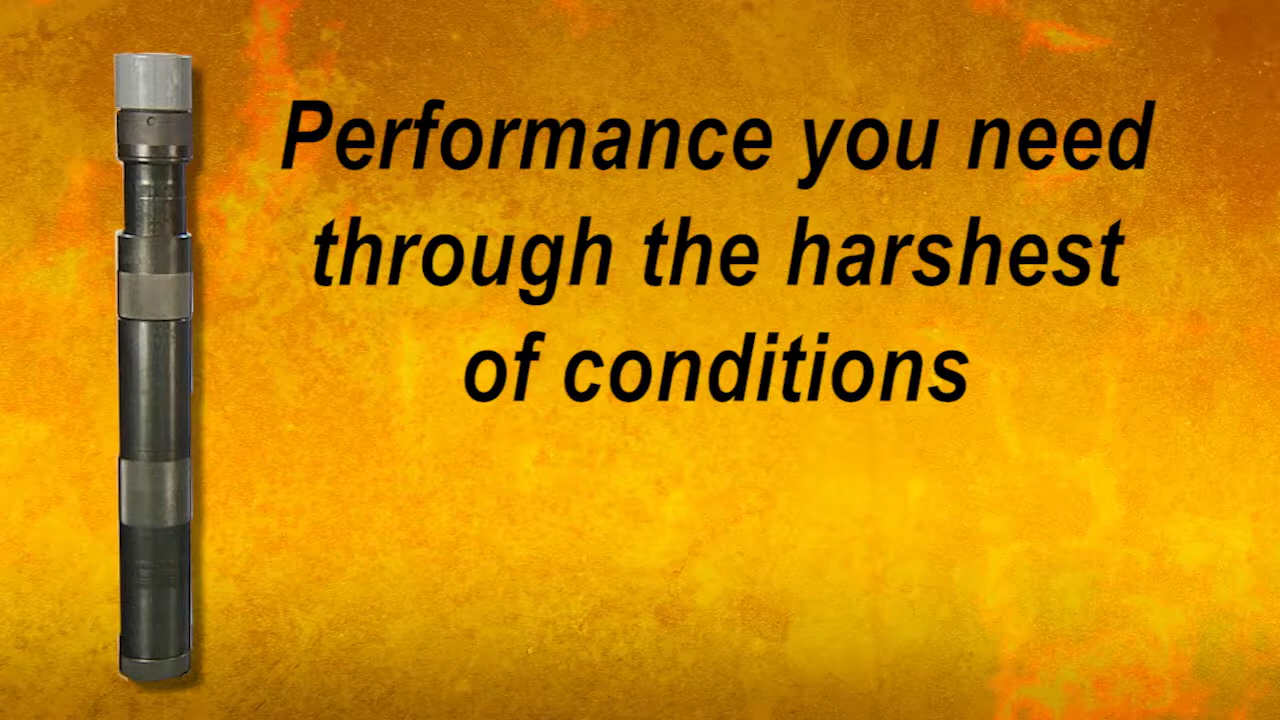 Performance you need
through the harshest
of conditions